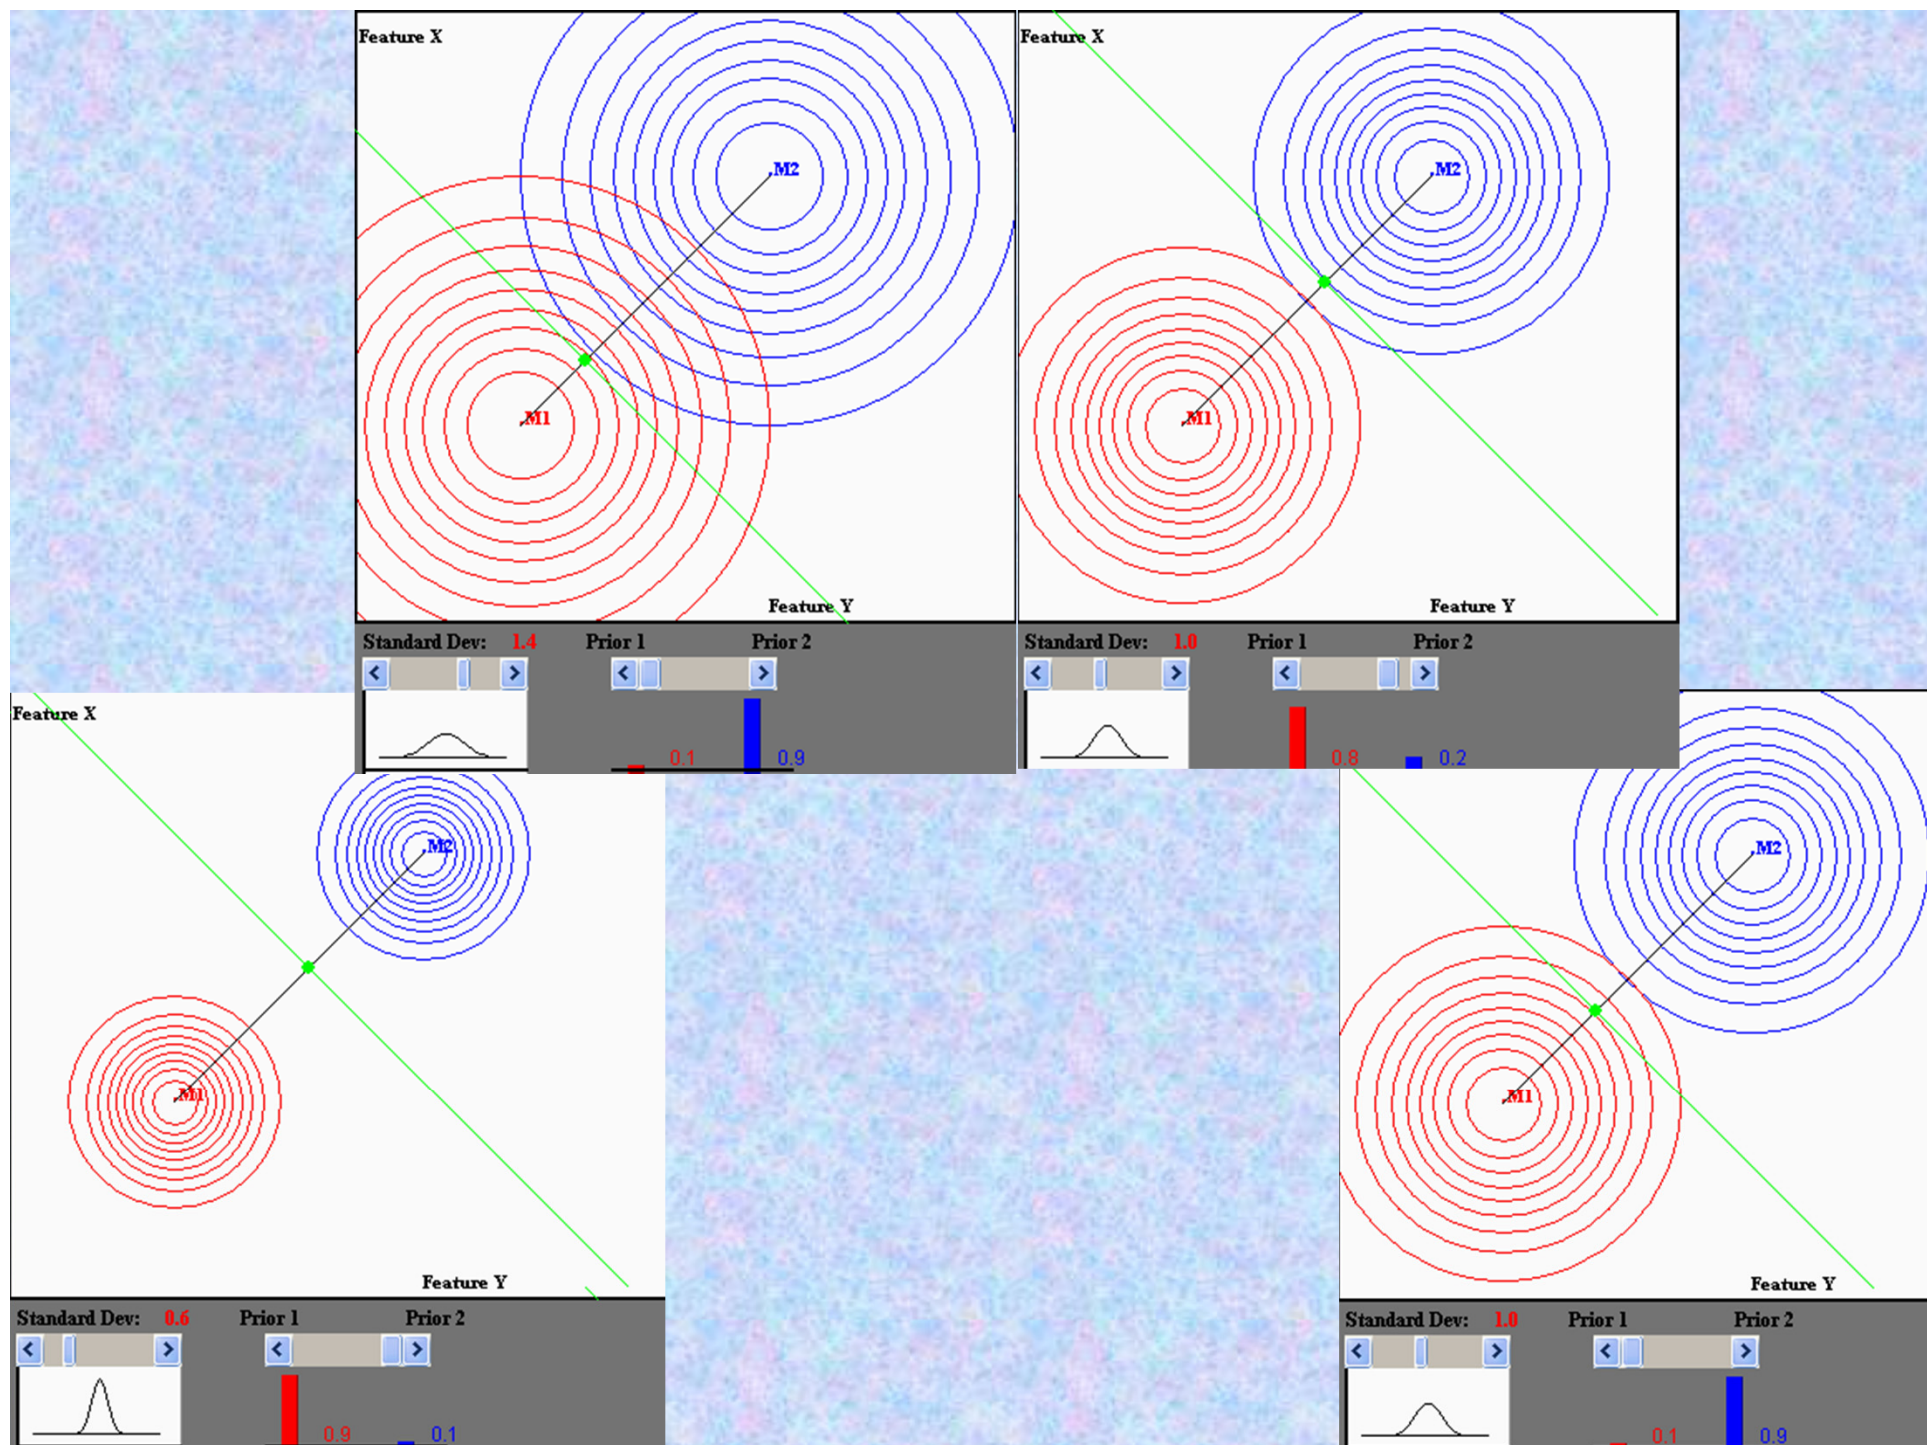 Feature X
M2
M1
Feature Y
Standard Dev: 1.4 Prior 1 Prior 2
0.1 0.9
Feature X
M2
M1
Feature Y
Standard Dev: 1.0 Prior 1 Prior 2
0.8 0.2
Feature X
M2
M1
Feature Y
Standard Dev: 0.6 Prior 1 Prior 2
0.9 0.1
M2
M1
Feature Y
Standard Dev: 1.0 Prior 1 Prior 2
0.1 0.9